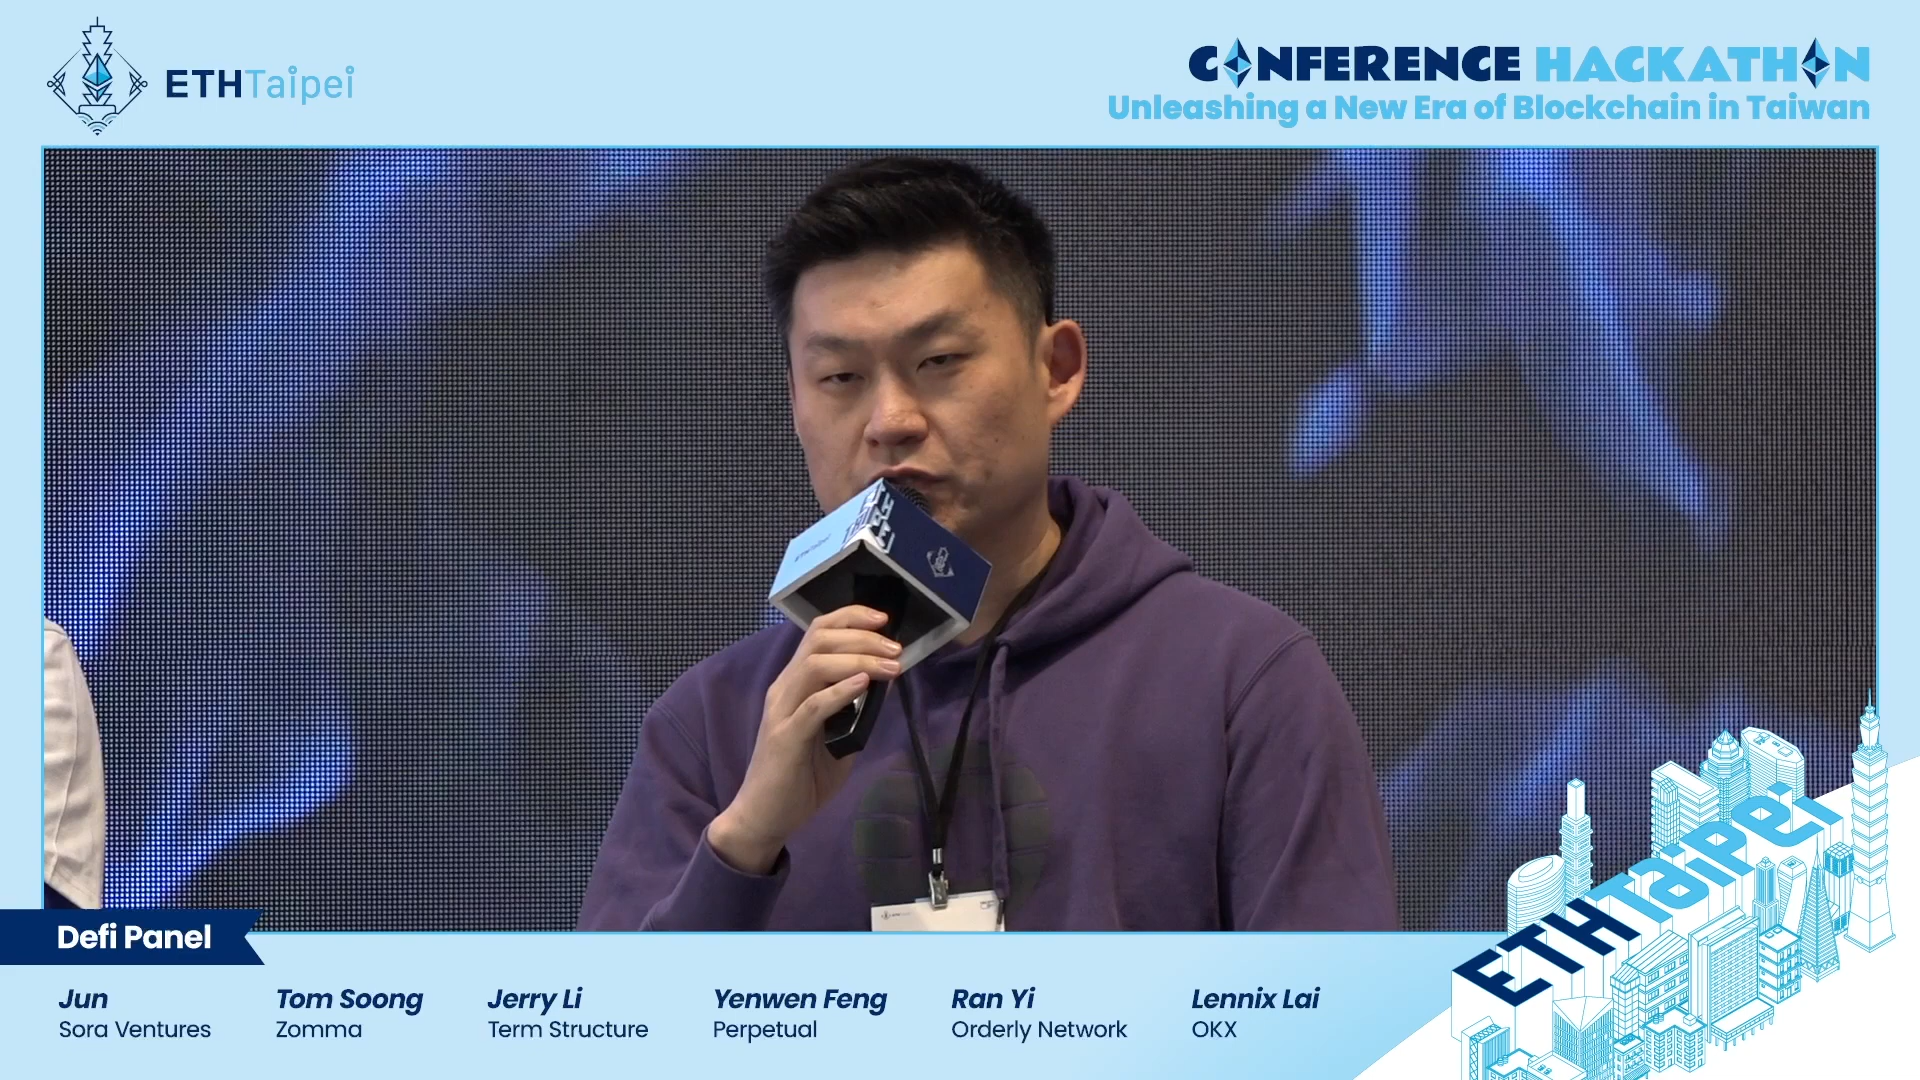 ETHTaipei
CONFERENCE HACKATHON
Unleashing a New Era of Blockchain in Taiwan
ETHTaipei
Defi Panel
Jun
Sora Ventures
Tom Soong
Zomma
Jerry Li
Term Structure
Yenwen Feng
Perpetual
Ran Yi
Orderly Network
Lennix Lai
OKX
ETHTaipei